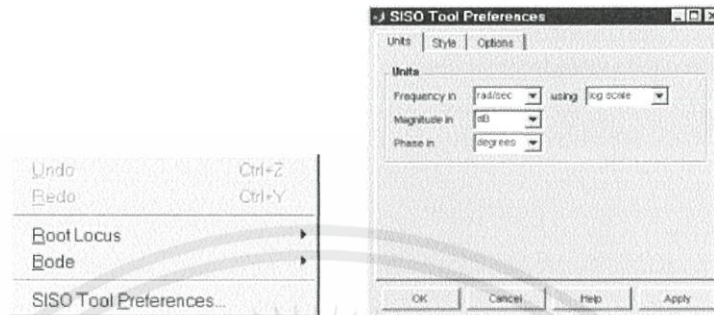 Undo Ctrl+Z
Redo Ctrl+Y
Root Locus
Bode
SISO Tool Preferences...
SISO Tool Preferences
Units Style Options
Units
Frequency in rad/sec using log scale
Magnitude in dB
Phase in degrees
OK Cancel Help Apply